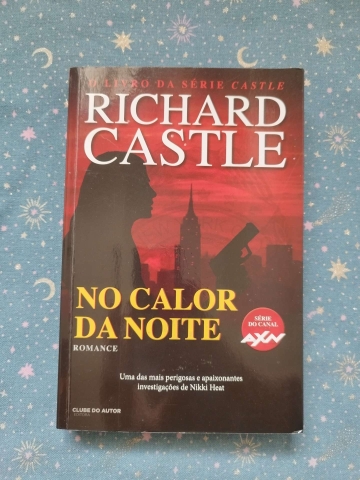 O LIVRO DA SÉRIE CASTLE
RICHARD
CASTLE
NO CALOR
DA NOITE
ROMANCE
SÉRIE
DO CANAL
AXN
Uma das mais perigosas e apaixonantes
investigações de Nikki Heat
CLUBE DO AUTOR
EDITORA